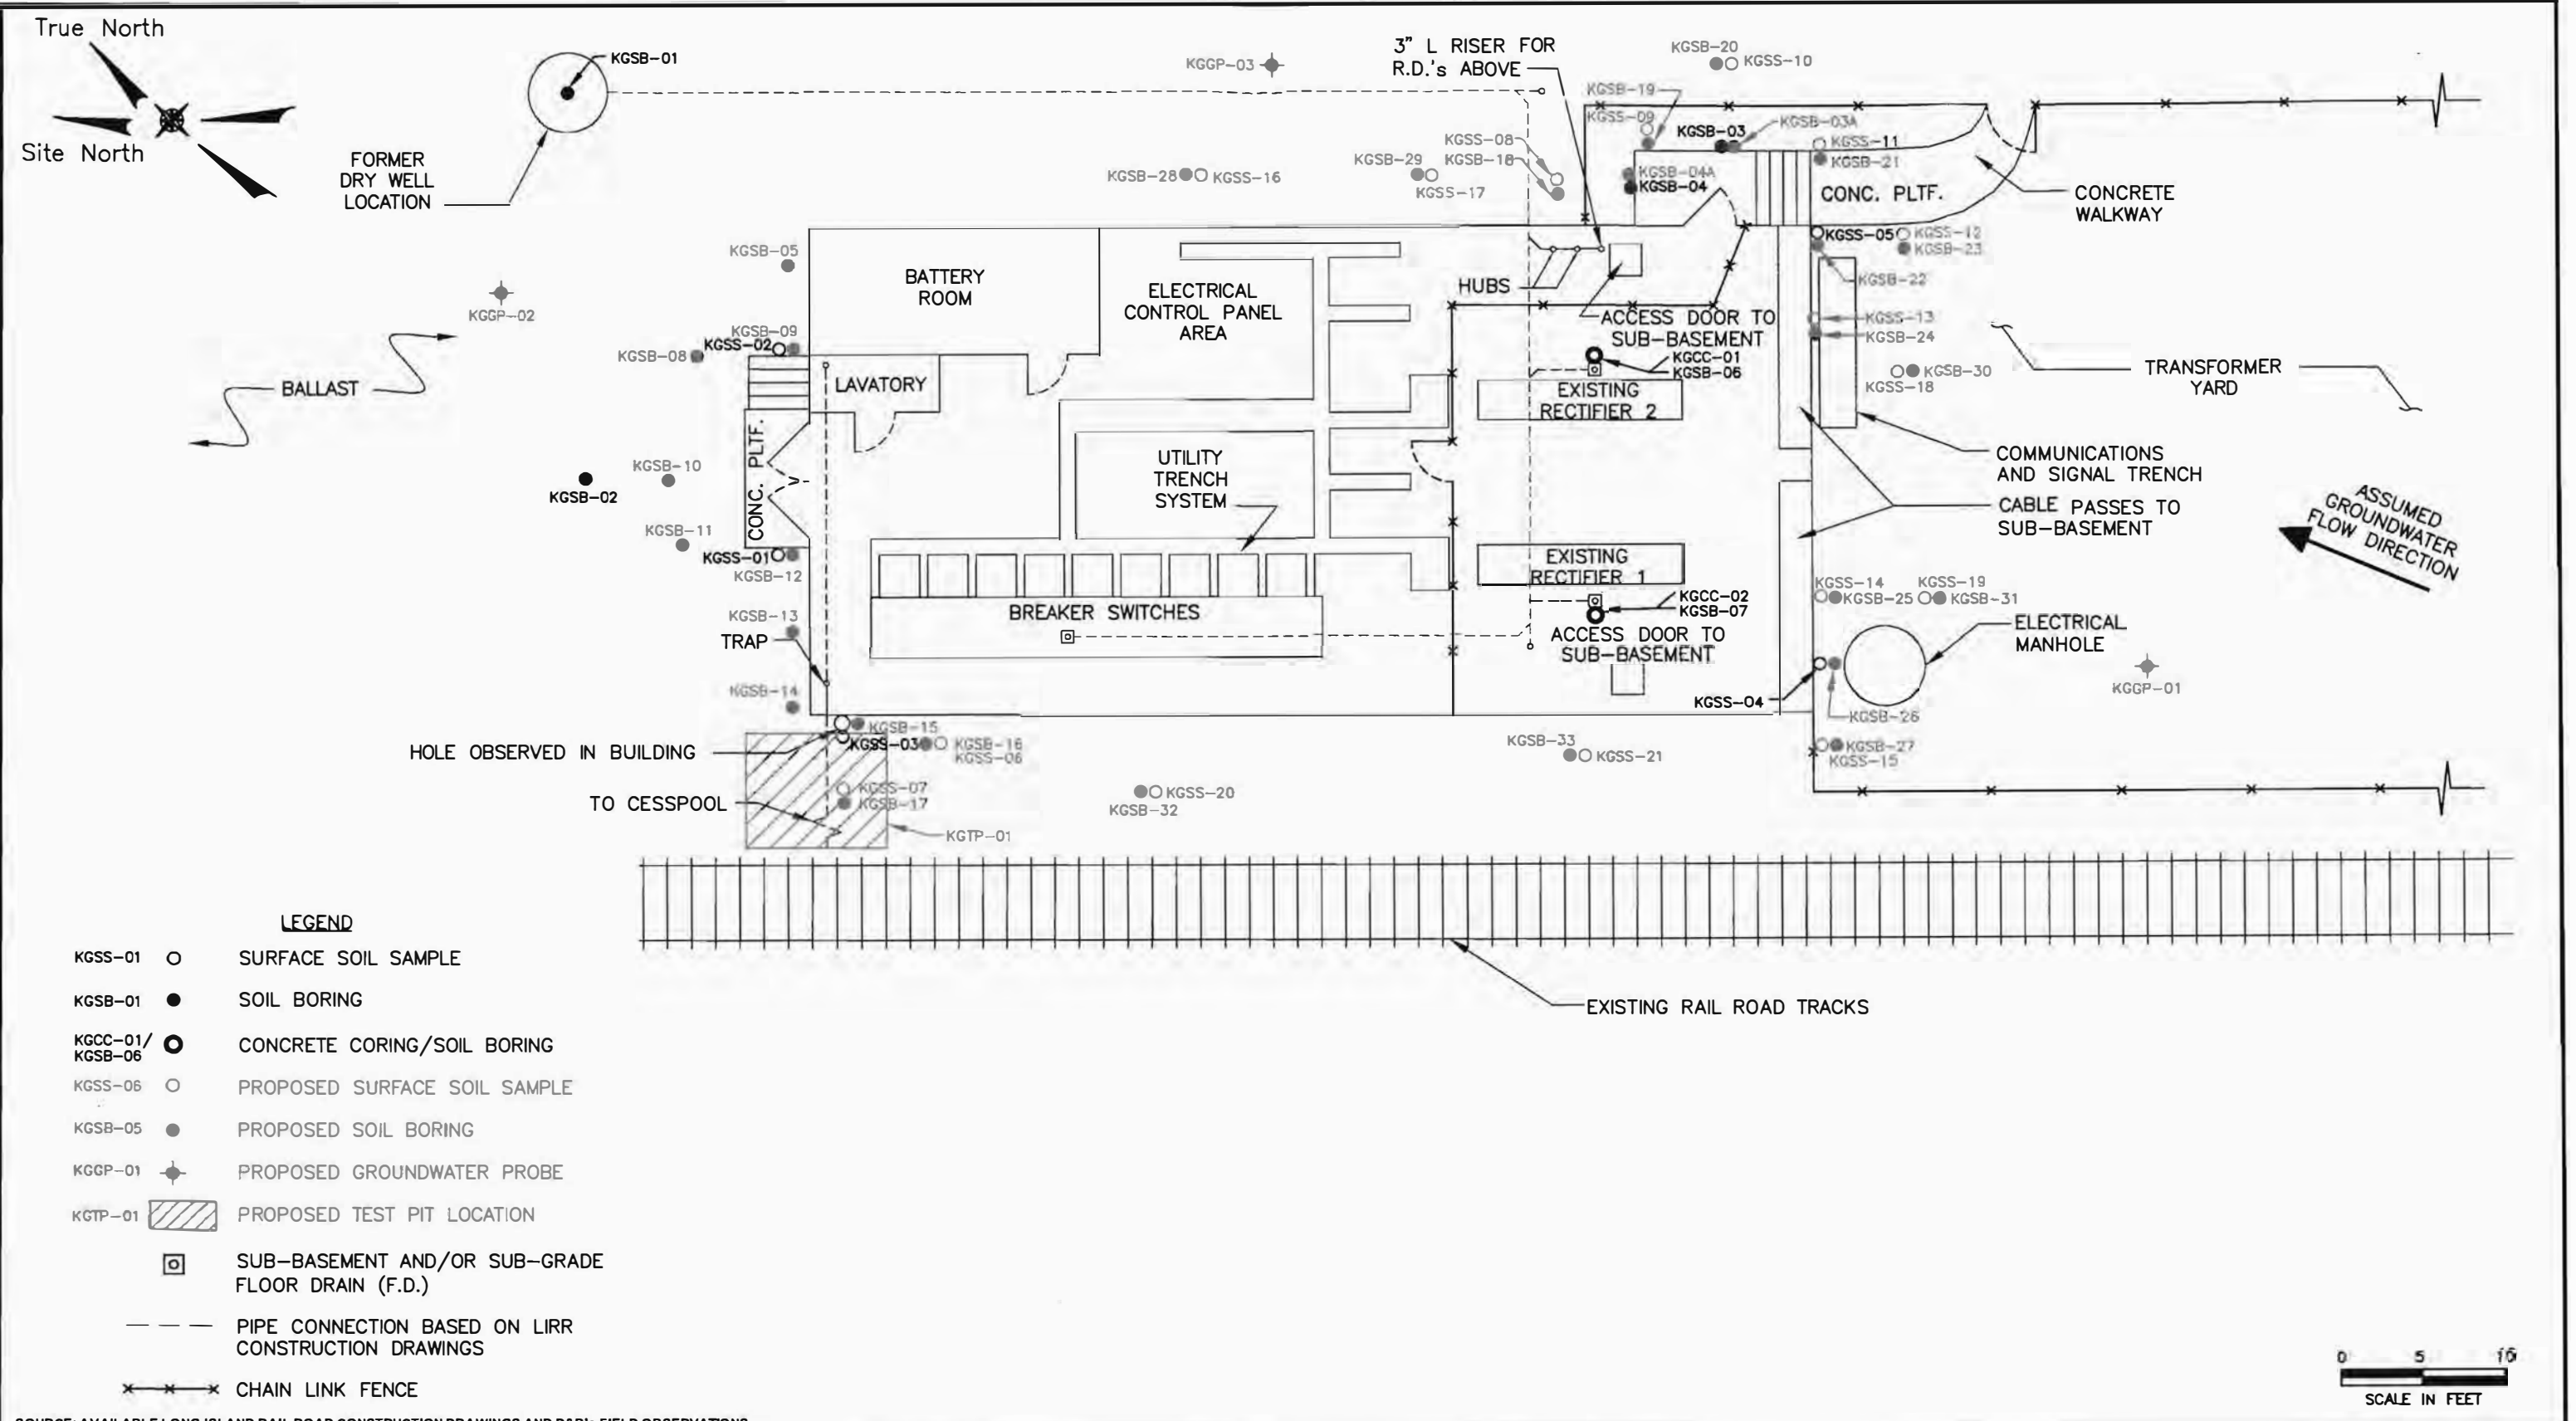 True North
Site North
KGSB-01
FORMER
DRY WELL
LOCATION
KGGP-03
3" L RISER FOR
R.D.'s ABOVE
KGSB-20
KGSS-10
KGSB-19
KGSS-09
KGSB-03
KGSB-03A
KGSS-11
KGSB-21
KGSS-08
KGSB-29
KGSB-18
KGSS-17
KGSB-28
KGSS-16
KGSB-04A
KGSB-04
CONC. PLTF.
CONCRETE
WALKWAY
KGSB-05
KGGP-02
BATTERY
ROOM
ELECTRICAL
CONTROL PANEL
AREA
HUBS
KGSS-05
KGSS-12
KGSB-23
KGSB-22
ACCESS DOOR TO
SUB-BASEMENT
KGSS-13
KGSB-24
KGSB-09
KGSS-02
KGSB-08
KGCC-01
KGSB-06
KGSB-30
KGSS-18
TRANSFORMER
YARD
BALLAST
LAVATORY
EXISTING
RECTIFIER 2
CONC. PLTF.
UTILITY
TRENCH
SYSTEM
COMMUNICATIONS
AND SIGNAL TRENCH
KGSB-10
KGSB-02
CABLE PASSES TO
SUB-BASEMENT
ASSUMED
GROUNDWATER
FLOW DIRECTION
KGSB-11
KGSS-01
KGSB-12
EXISTING
RECTIFIER 1
KGSS-14
KGSS-19
KGSB-25
KGSB-31
KGCC-02
KGSB-07
BREAKER SWITCHES
KGSB-13
TRAP
ACCESS DOOR TO
SUB-BASEMENT
ELECTRICAL
MANHOLE
KGGP-01
KGSB-14
KGSS-04
KGSB-26
KGSB-15
KGSS-03
KGSB-16
KGSS-06
HOLE OBSERVED IN BUILDING
KGSB-33
KGSS-21
KGSB-27
KGSS-15
KGSS-07
KGSB-17
TO CESSPOOL
KGSS-20
KGSB-32
KGTP-01
EXISTING RAIL ROAD TRACKS
LEGEND
KGSS-01 SURFACE SOIL SAMPLE
KGSB-01 SOIL BORING
KGCC-01/
KGSB-06
CONCRETE CORING/SOIL BORING
KGSS-06 PROPOSED SURFACE SOIL SAMPLE
KGSB-05 PROPOSED SOIL BORING
KGGP-01 PROPOSED GROUNDWATER PROBE
KGTP-01 PROPOSED TEST PIT LOCATION
SUB-BASEMENT AND/OR SUB-GRADE
FLOOR DRAIN (F.D.)
PIPE CONNECTION BASED ON LIRR
CONSTRUCTION DRAWINGS
CHAIN LINK FENCE
0 5 10
SCALE IN FEET
SOURCE: AVAILABLE LONG ISLAND RAIL ROAD CONSTRUCTION DRAWINGS AND
FIELD OBSERVATIONS